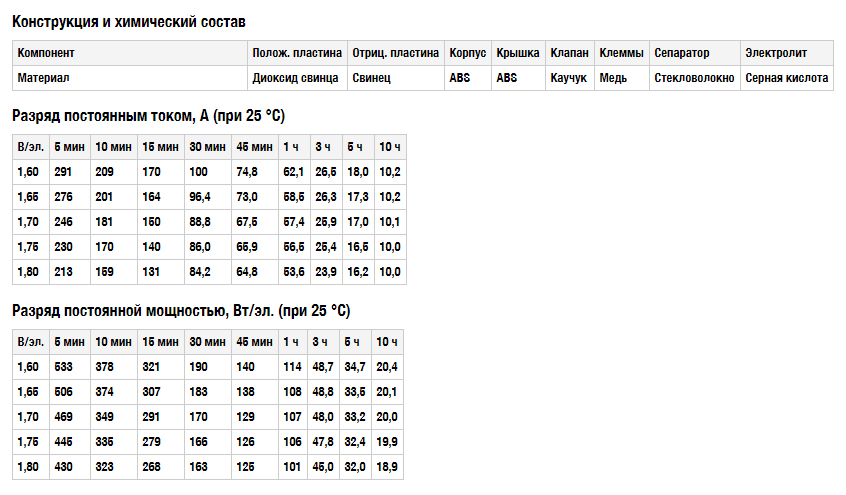 Конструкция и химический состав
Компонент Полож. пластина Отриц. пластина Корпус Крышка Клапан Клеммы Сепаратор Электролит
Материал Диоксид свинца Свинец ABS ABS Каучук Медь Стекловолокно Серная кислота
Разряд постоянным током, А (при 25 °C)
В/эл. 5 мин 10 мин 15 мин 30 мин 45 мин 1 ч 3 ч 5 ч 10 ч
1,60 291 209 170 100 74,8 62,1 26,5 18,0 10,2
1,65 276 201 164 96,4 73,0 58,5 26,3 17,3 10,2
1,70 246 181 150 88,8 67,5 57,4 25,9 17,0 10,1
1,75 230 170 140 86,0 65,9 56,5 25,4 16,5 10,0
1,80 213 159 131 84,2 64,8 53,6 23,9 16,2 10,0
Разряд постоянной мощностью, Вт/эл. (при 25 °C)
В/эл. 5 мин 10 мин 15 мин 30 мин 45 мин 1 ч 3 ч 5 ч 10 ч
1,60 533 378 321 190 140 114 48,7 34,7 20,4
1,65 506 374 307 183 138 108 48,8 33,5 20,1
1,70 469 349 291 170 129 107 48,0 33,2 20,0
1,75 445 335 279 166 126 106 47,8 32,4 19,9
1,80 430 323 268 163 125 101 45,0 32,0 18,9